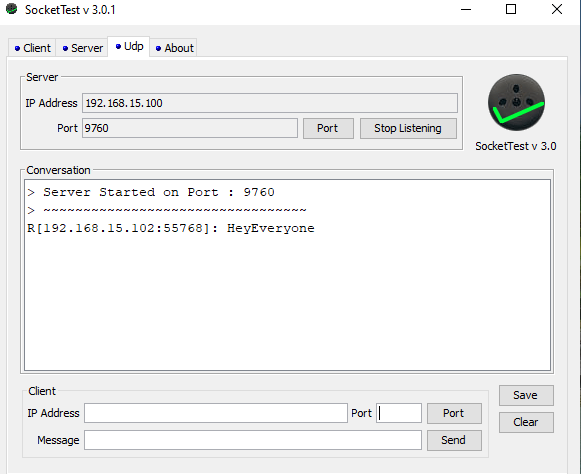 SocketTest v 3.0.1
Client Server Udp About
Server
IP Address 192.168.15.100
Port 9760 Port Stop Listening
SocketTest v 3.0
Conversation
> Server Started on Port : 9760
> ~~~~~~~~~~~~~~~~~~~~~~~~~~~~~~~~~
R[192.168.15.102:55768]: HeyEveryone
Client
IP Address Port Port
Message Send
Save
Clear